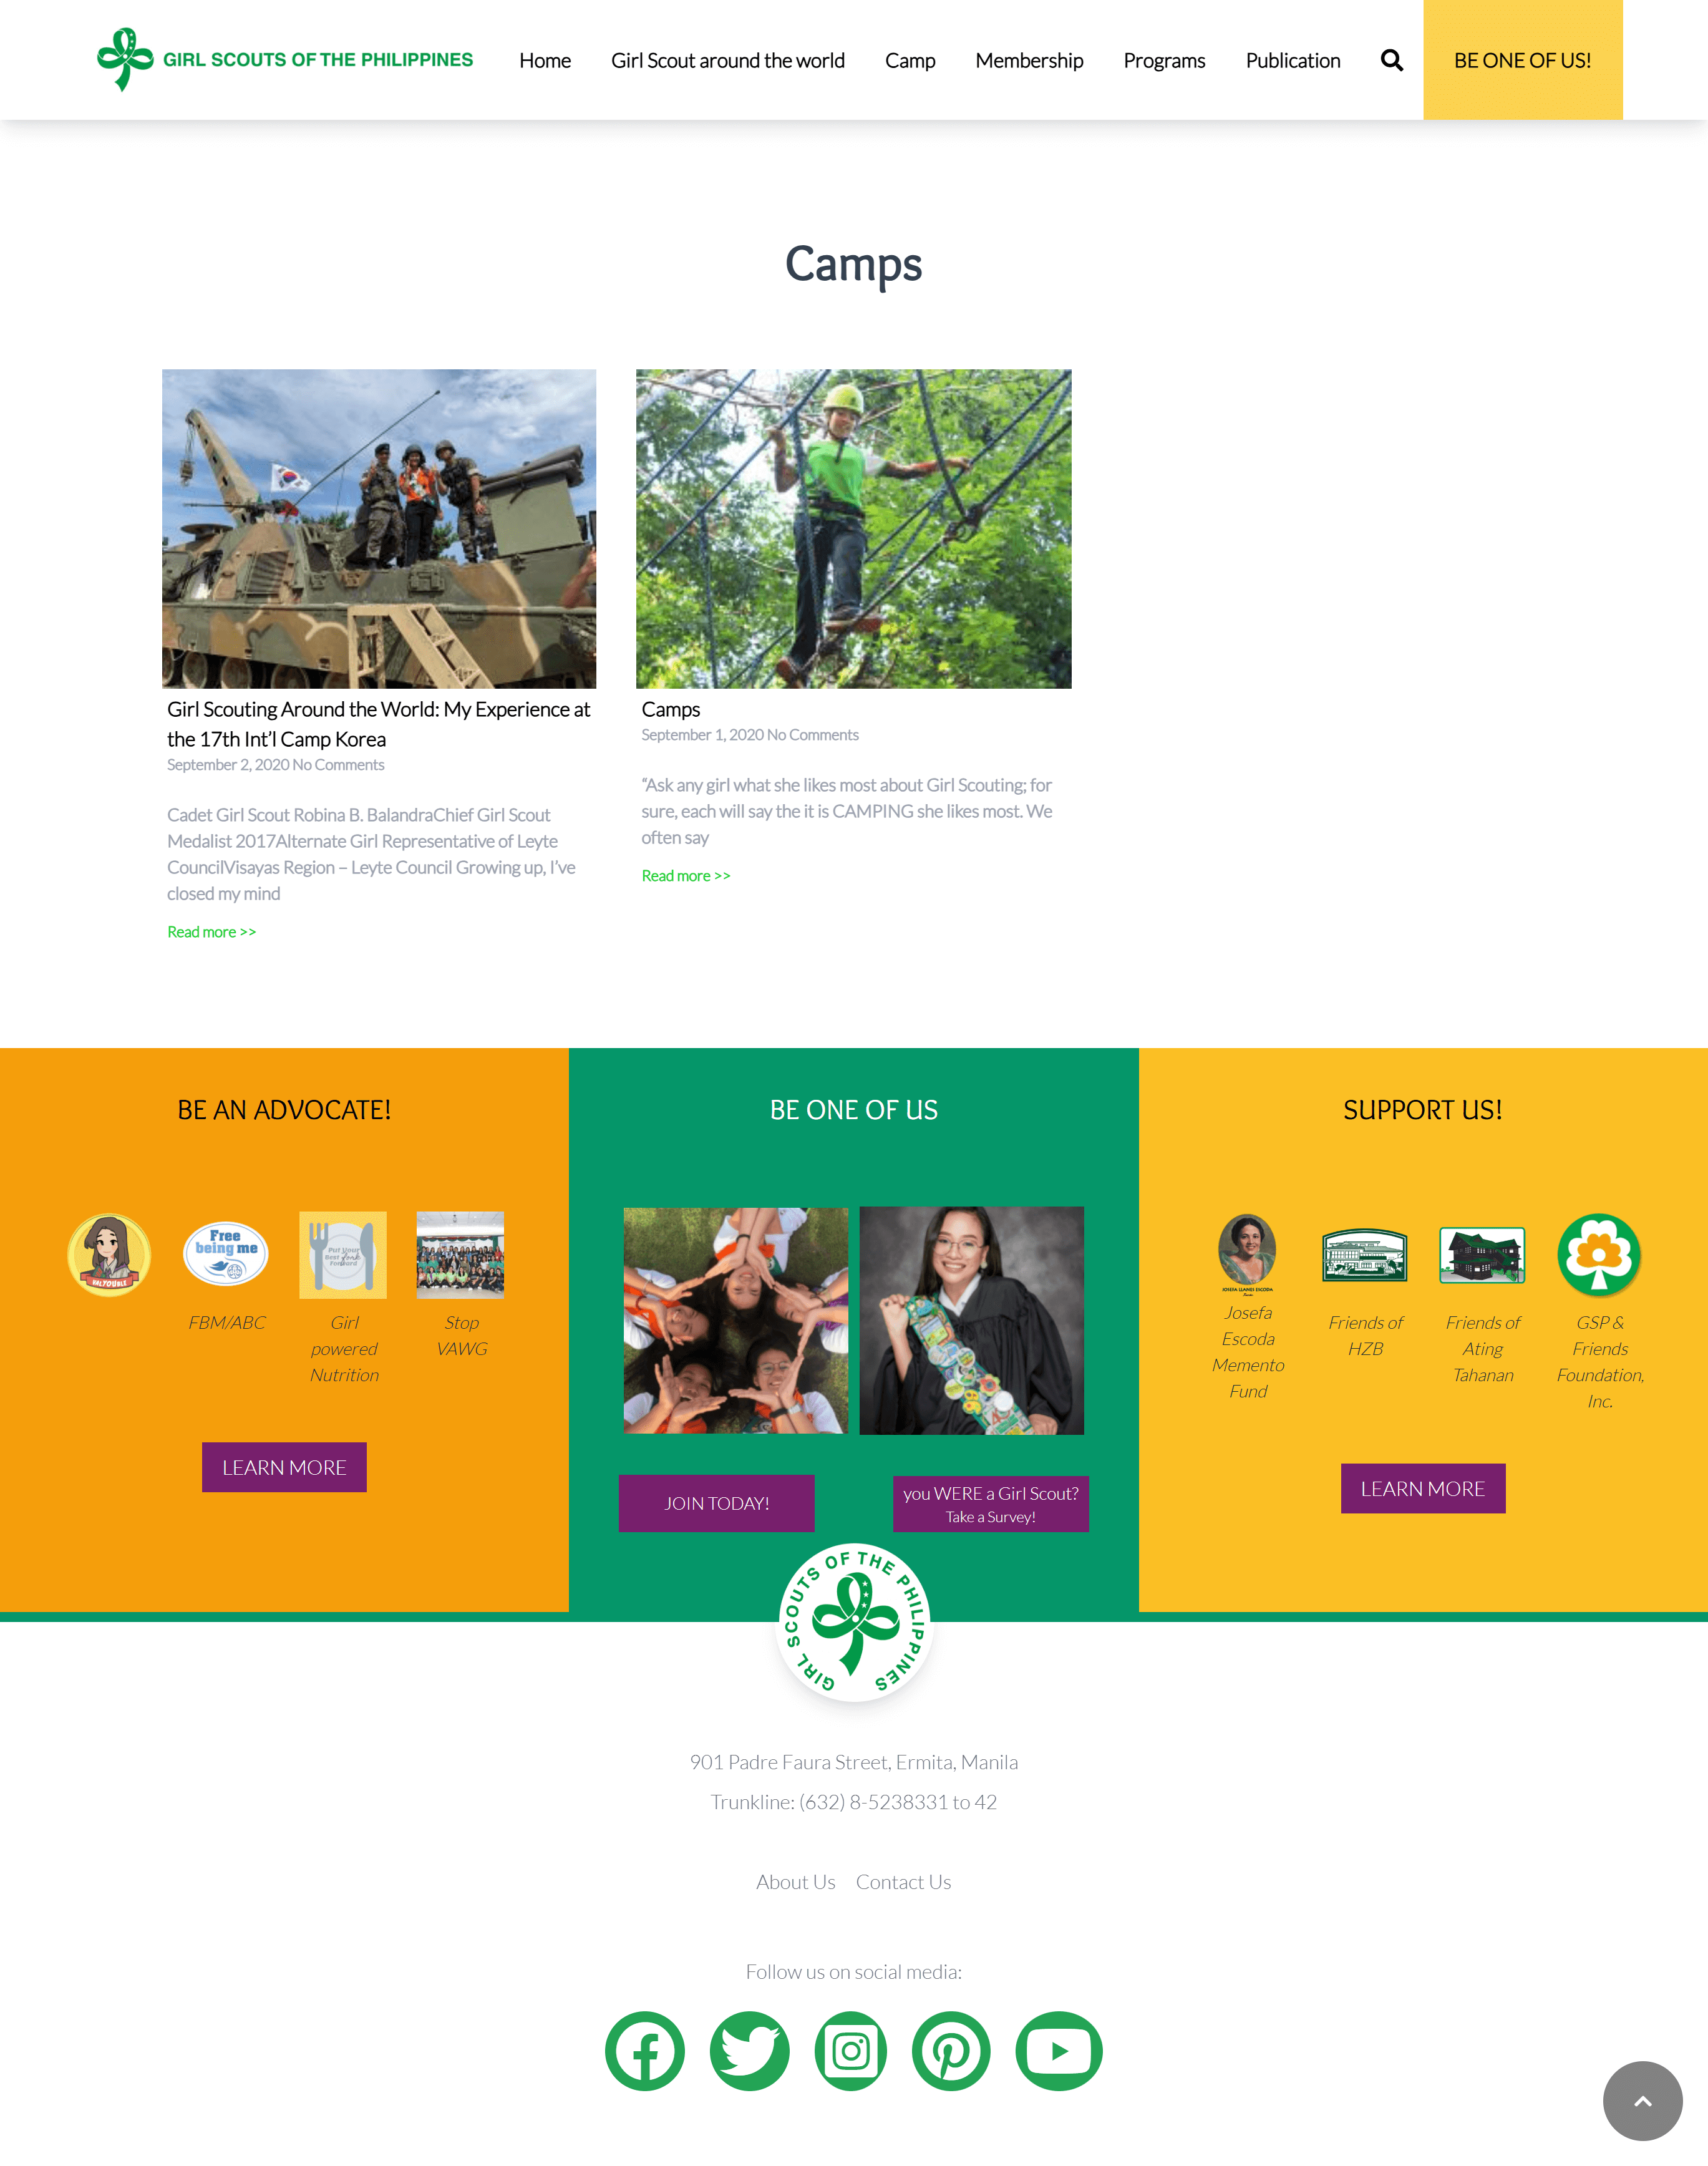 GIRL SCOUTS OF THE PHILIPPINES
Home
Girl Scout around the world
Camp
Membership
Programs
Publication
BE ONE OF US!
Camps
Girl Scouting Around the World: My Experience at
the 17th Int’l Camp Korea
September 2, 2020 No Comments
Cadet Girl Scout Robina B. BalandraChief Girl Scout
Medalist 2017Alternate Girl Representative of Leyte
CouncilVisayas Region – Leyte Council Growing up, I’ve
closed my mind
Read more >>
Camps
September 1, 2020 No Comments
“Ask any girl what she likes most about Girl Scouting; for
sure, each will say the it is CAMPING she likes most. We
often say
Read more >>
BE AN ADVOCATE!
Free
being me
FBM/ABC
Put Your
Best Fork
Forward
Girl
powered
Nutrition
Stop
VAWG
LEARN MORE
BE ONE OF US
JOIN TODAY!
you WERE a Girl Scout?
Take a Survey!
SUPPORT US!
JOSEFA LLANES ESCODA
Josefa
Escoda
Memento
Fund
Friends of
HZB
Friends of
Ating
Tahanan
GSP &
Friends
Foundation,
Inc.
LEARN MORE
GIRL SCOUTS OF THE PHILIPPINES
901 Padre Faura Street, Ermita, Manila
Trunkline: (632) 8-5238331 to 42
About Us
Contact Us
Follow us on social media: